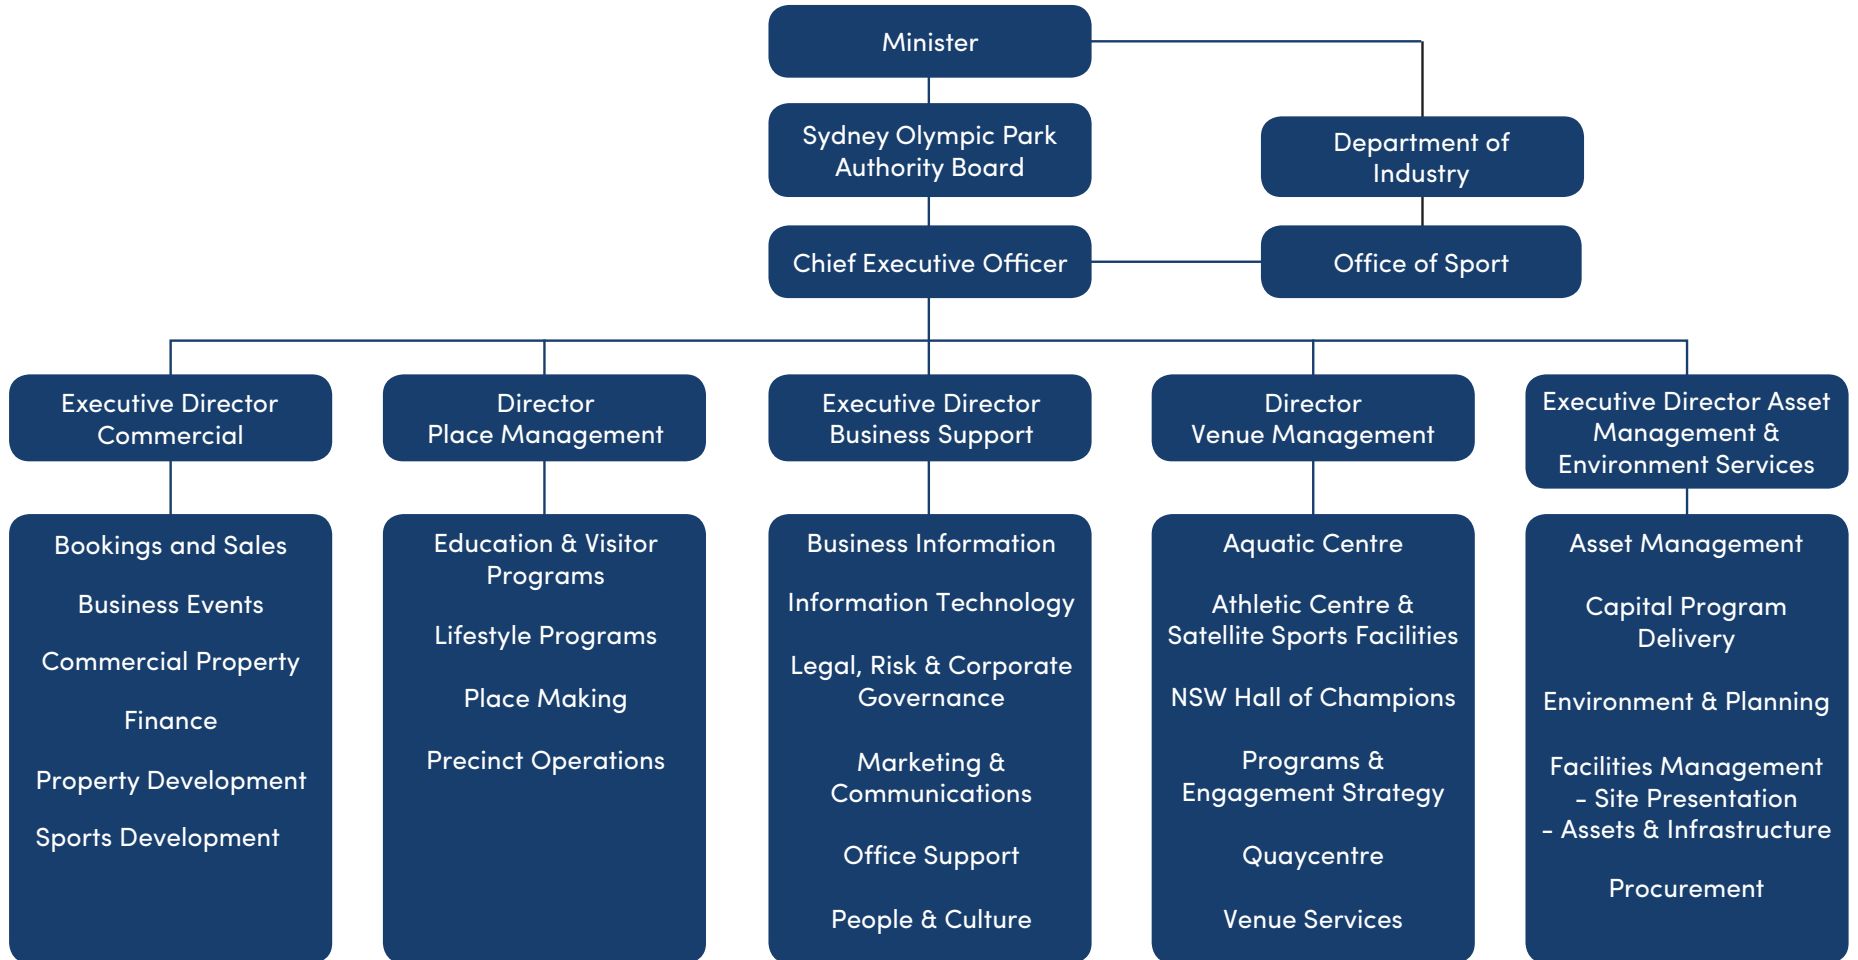 Minister
Sydney Olympic Park
Authority Board
Department of
Industry
Chief Executive Officer
Office of Sport
Executive Director
Commercial
Director
Place Management
Executive Director
Business Support
Director
Venue Management
Executive Director Asset
Management &
Environment Services
Bookings and Sales
Business Events
Commercial Property
Finance
Property Development
Sports Development
Education & Visitor
Programs
Lifestyle Programs
Place Making
Precinct Operations
Business Information
Information Technology
Legal, Risk & Corporate
Governance
Marketing &
Communications
Office Support
People & Culture
Aquatic Centre
Athletic Centre &
Satellite Sports Facilities
NSW Hall of Champions
Programs &
Engagement Strategy
Quaycentre
Venue Services
Asset Management
Capital Program
Delivery
Environment & Planning
Facilities Management
- Site Presentation
- Assets & Infrastructure
Procurement